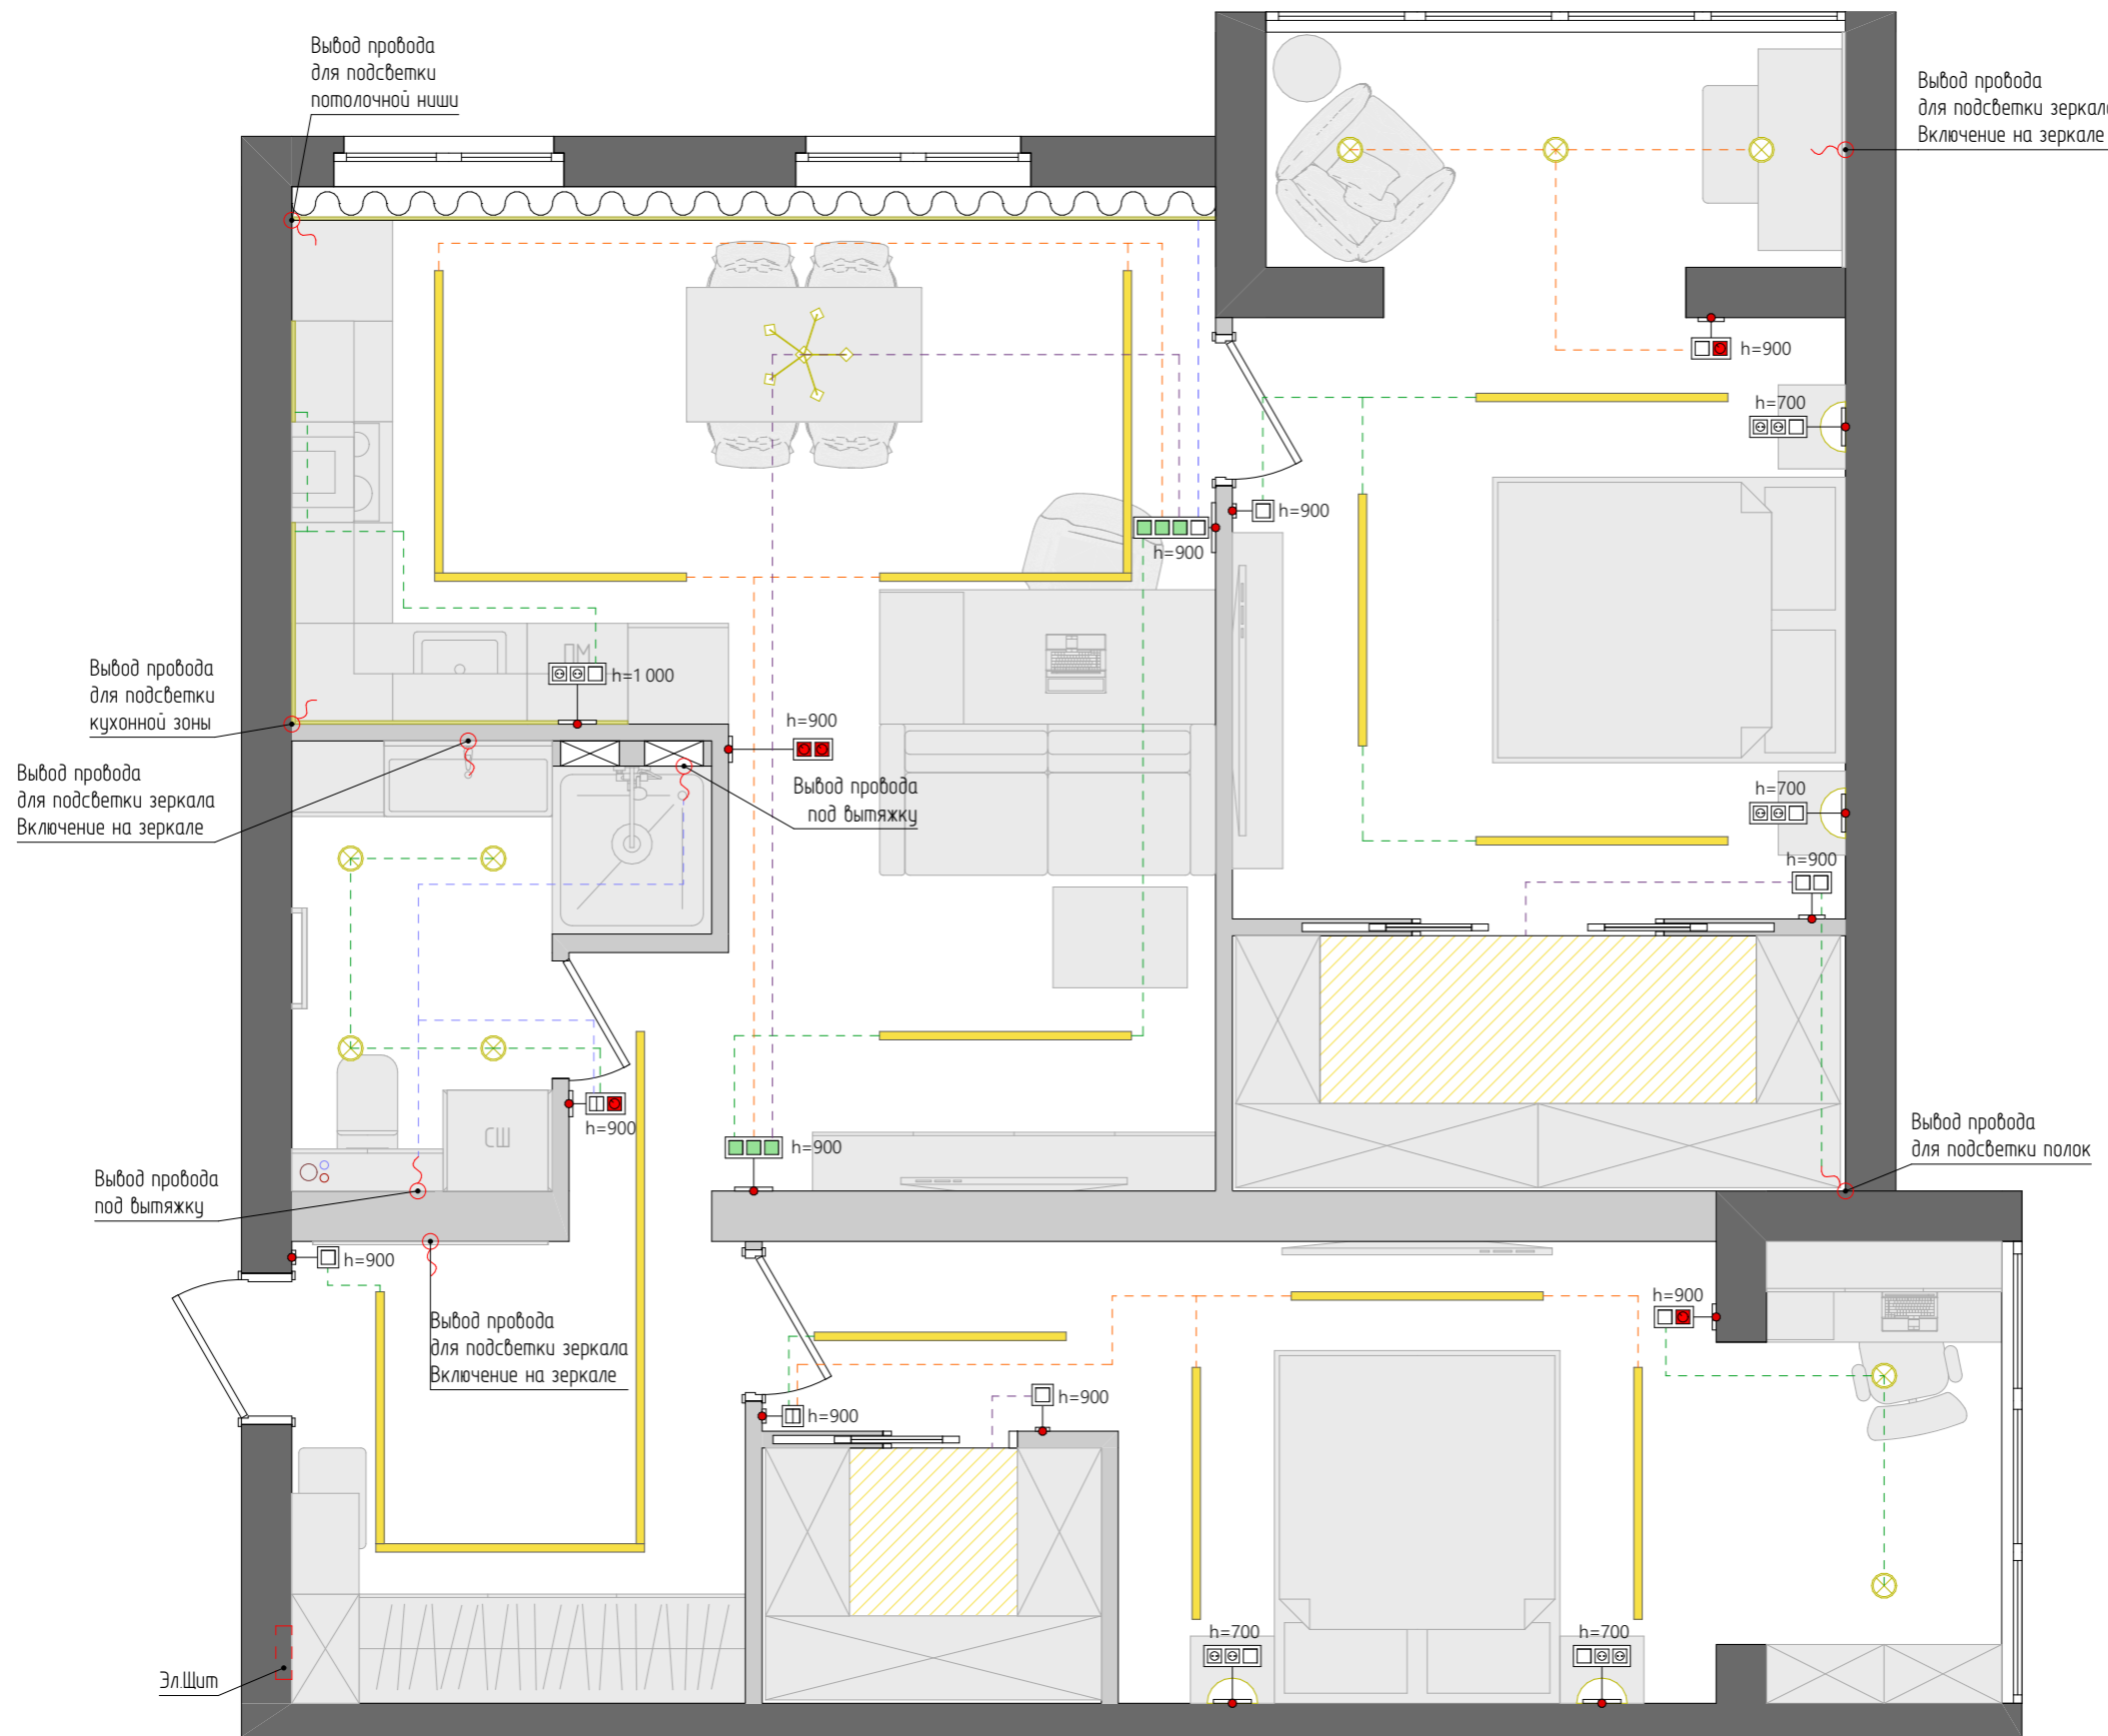 Вывод провода
для подсветки
потолочной ниши
Вывод провода
для подсветки зеркала
Включение на зеркале
h=900
h=700
h=900
h=900
Вывод провода
для подсветки
кухонной зоны
ПМ
h=1 000
h=900
Вывод провода
для подсветки зеркала
Включение на зеркале
Вывод провода
под вытяжку
h=700
h=900
h=900
СШ
h=900
Вывод провода
для подсветки полок
Вывод провода
под вытяжку
h=900
Вывод провода
для подсветки зеркала
Включение на зеркале
h=900
h=900
h=900
h=700
h=700
Эл.Щит